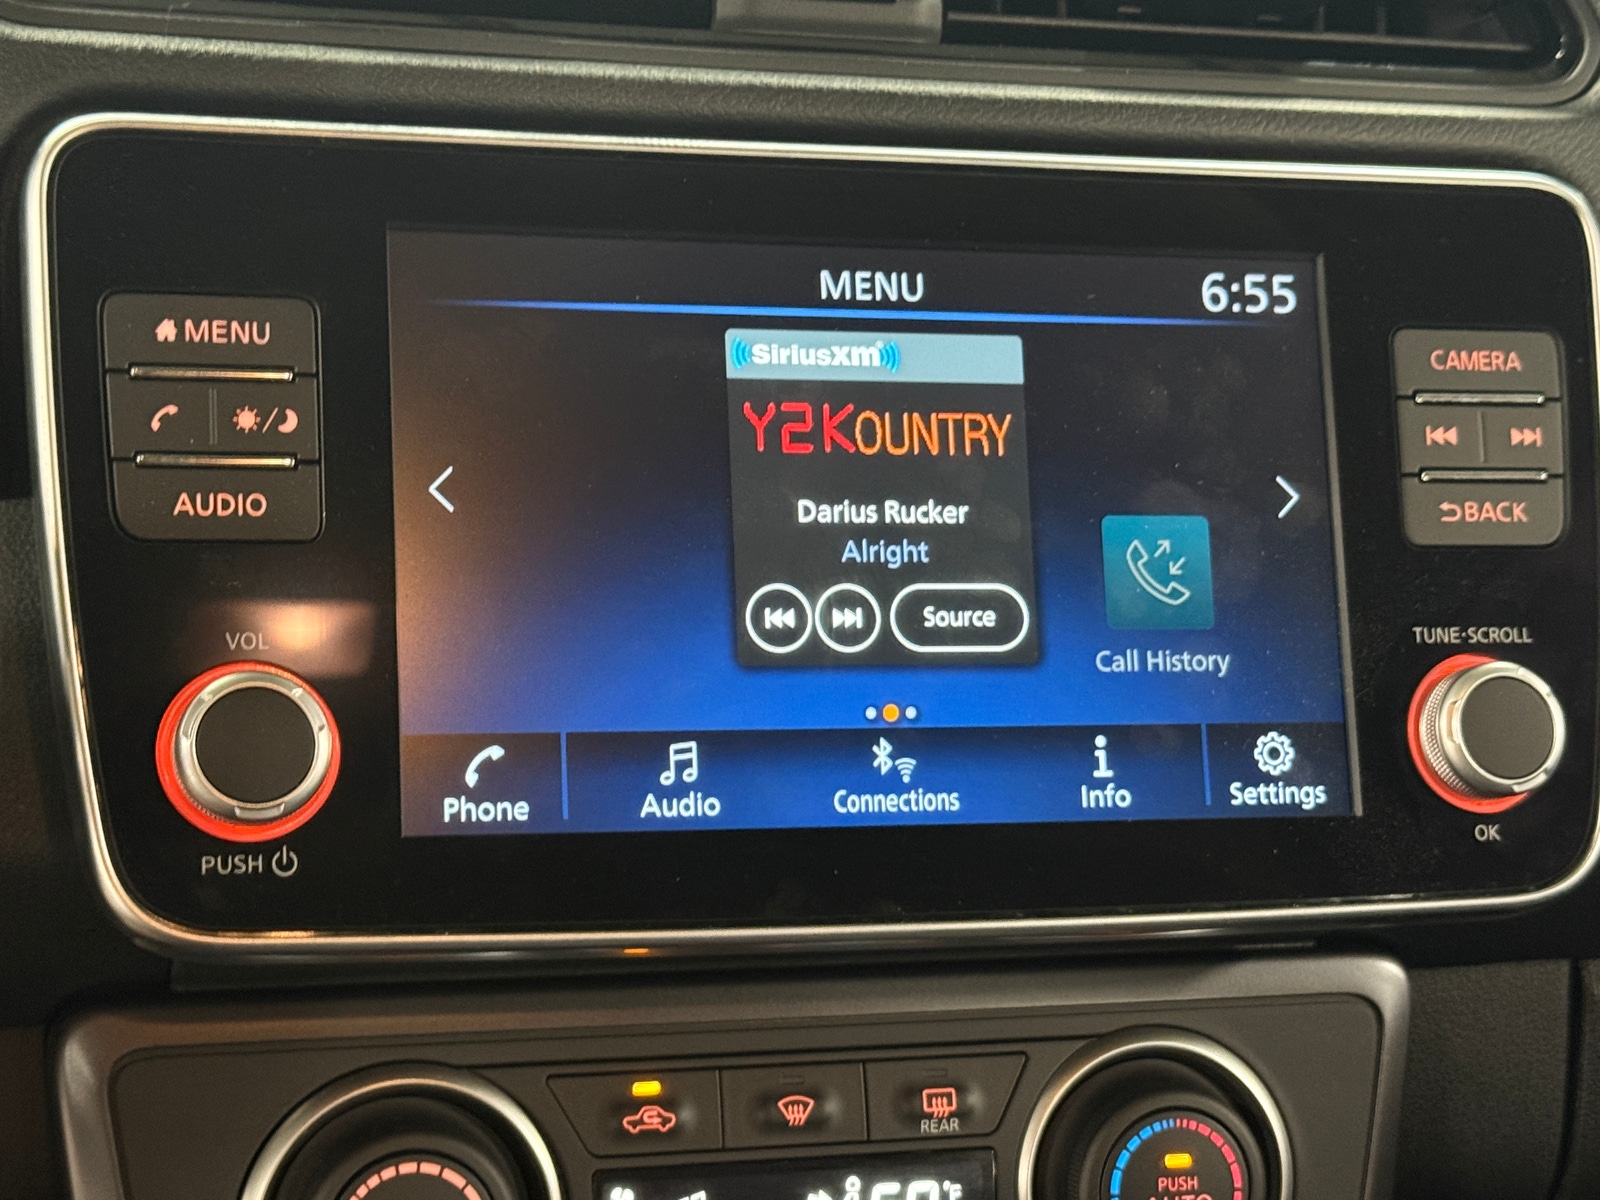 MENU
6:55
MENU
AUDIO
VOL
PUSH
SiriusXM
Y2KOUNTRY
Darius Rucker
Alright
Source
Call History
Phone
Audio
Connections
Info
Settings
CAMERA
BACK
TUNE·SCROLL
OK
REAR
°F
PUSH
AUTO